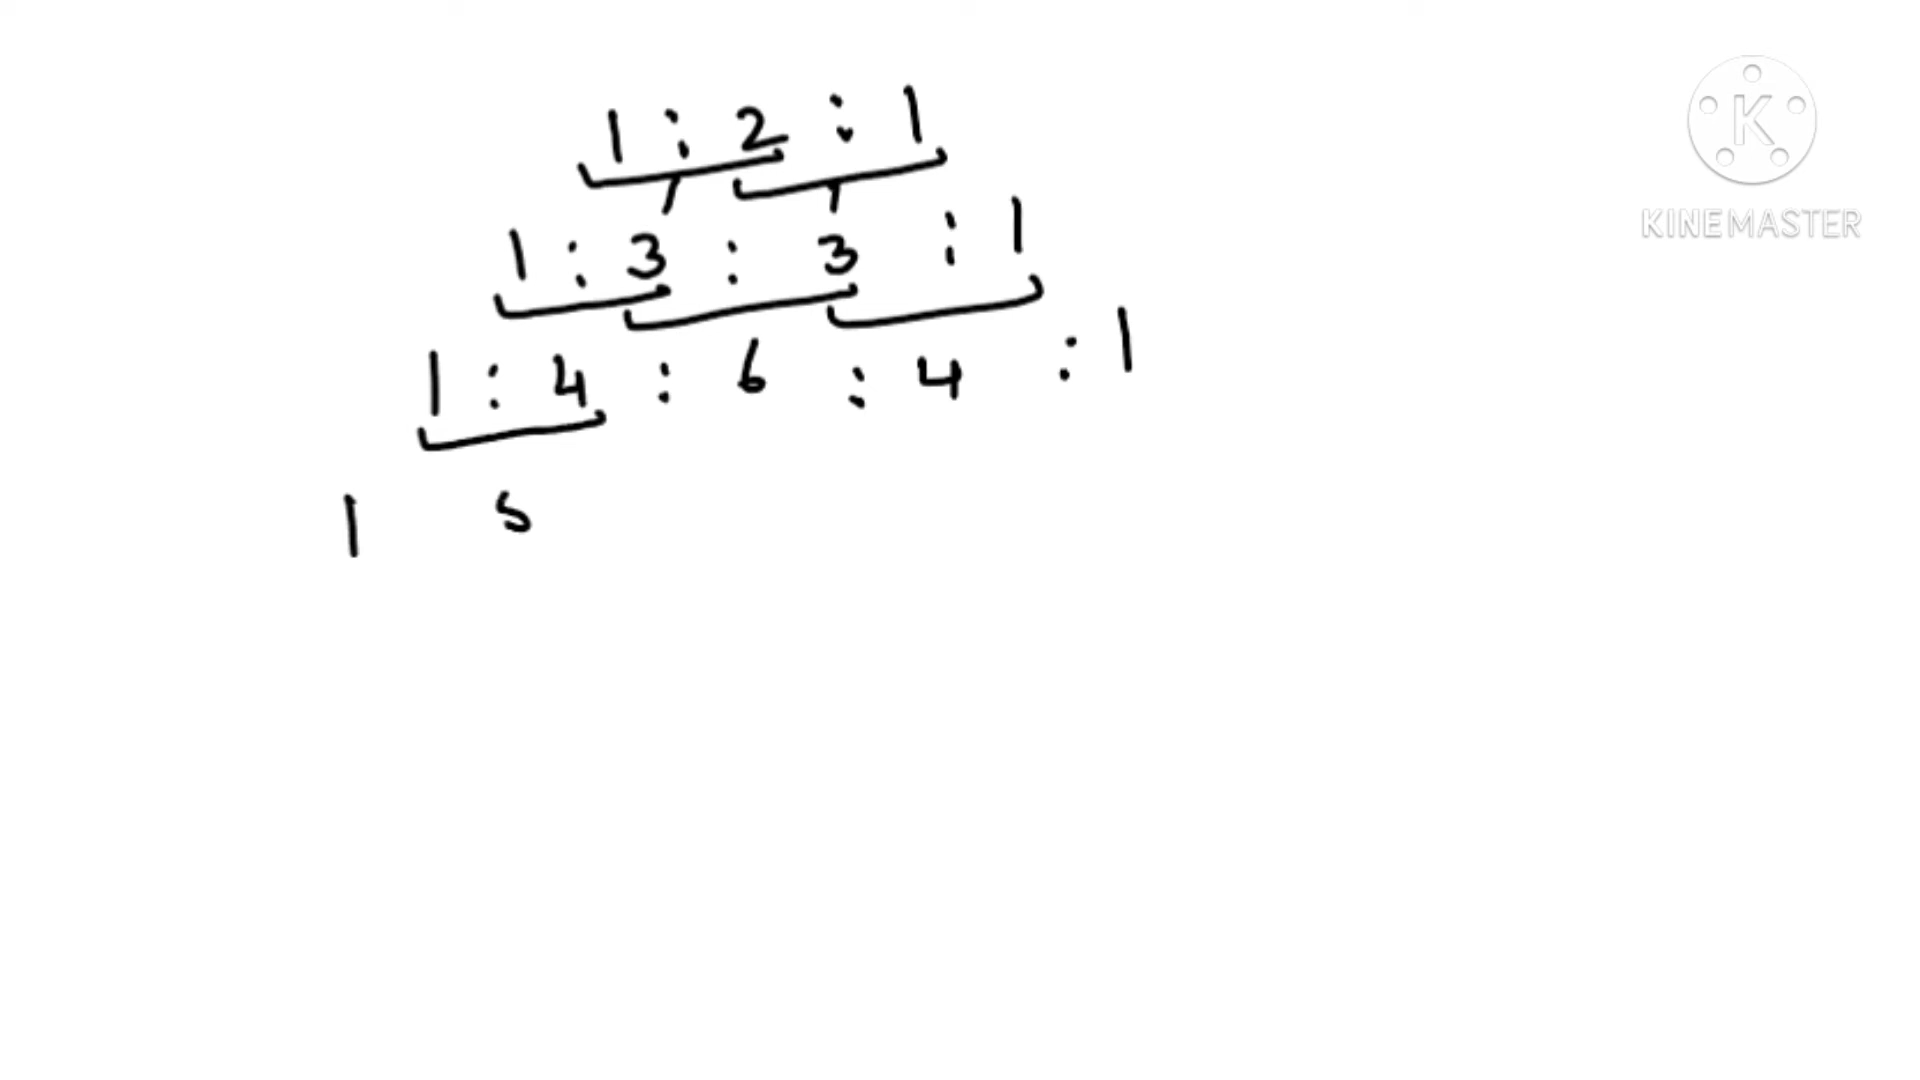 1 : 2 : 1
K
KINEMASTER
1 : 3 : 3 : 1
1 : 4 : 6 : 4 : 1
1 5